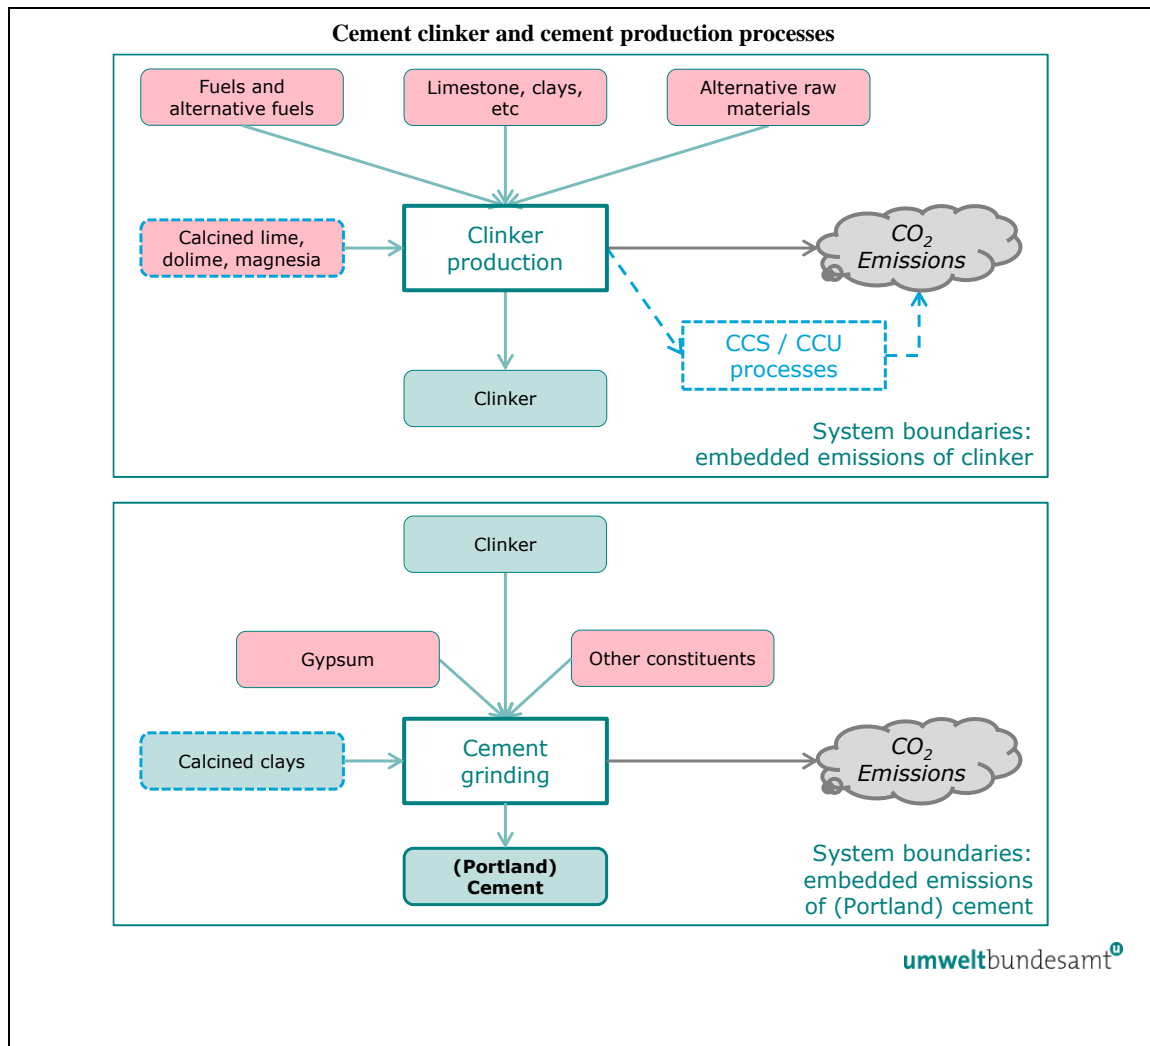 Cement clinker and cement production processes
Fuels and
alternative fuels
Limestone, clays,
etc
Alternative raw
materials
Calcined lime,
dolime, magnesia
Clinker
production
CO2
Emissions
CCS / CCU
processes
Clinker
System boundaries:
embedded emissions of clinker
Clinker
Gypsum
Other constituents
Calcined clays
Cement
grinding
CO2
Emissions
(Portland)
Cement
System boundaries:
embedded emissions
of (Portland) cement
umweltbundesamt
u